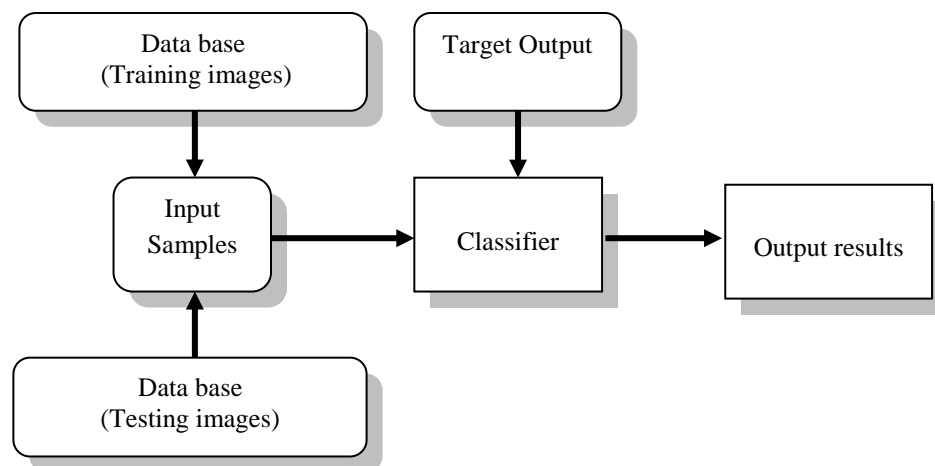 Data base
(Training images)
Target Output
Input
Samples
Classifier
Output results
Data base
(Testing images)